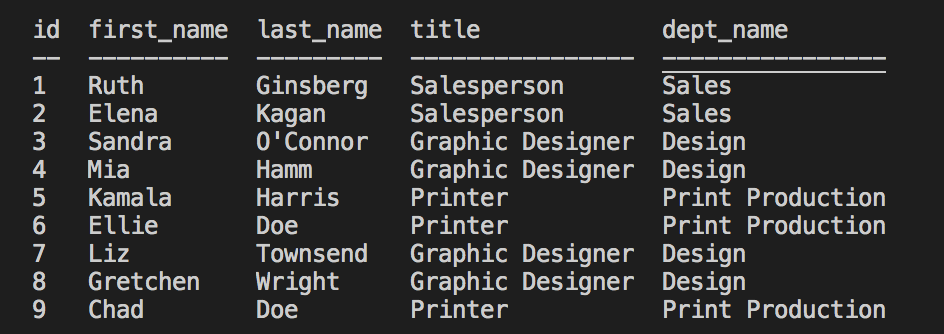 id  first_name  last_name  title             dept_name
--  ----------  ---------  ----------------  ----------------
1   Ruth        Ginsberg   Salesperson       Sales
2   Elena       Kagan      Salesperson       Sales
3   Sandra      O'Connor   Graphic Designer  Design
4   Mia         Hamm       Graphic Designer  Design
5   Kamala      Harris     Printer           Print Production
6   Ellie       Doe        Printer           Print Production
7   Liz         Townsend   Graphic Designer  Design
8   Gretchen    Wright     Graphic Designer  Design
9   Chad        Doe        Printer           Print Production